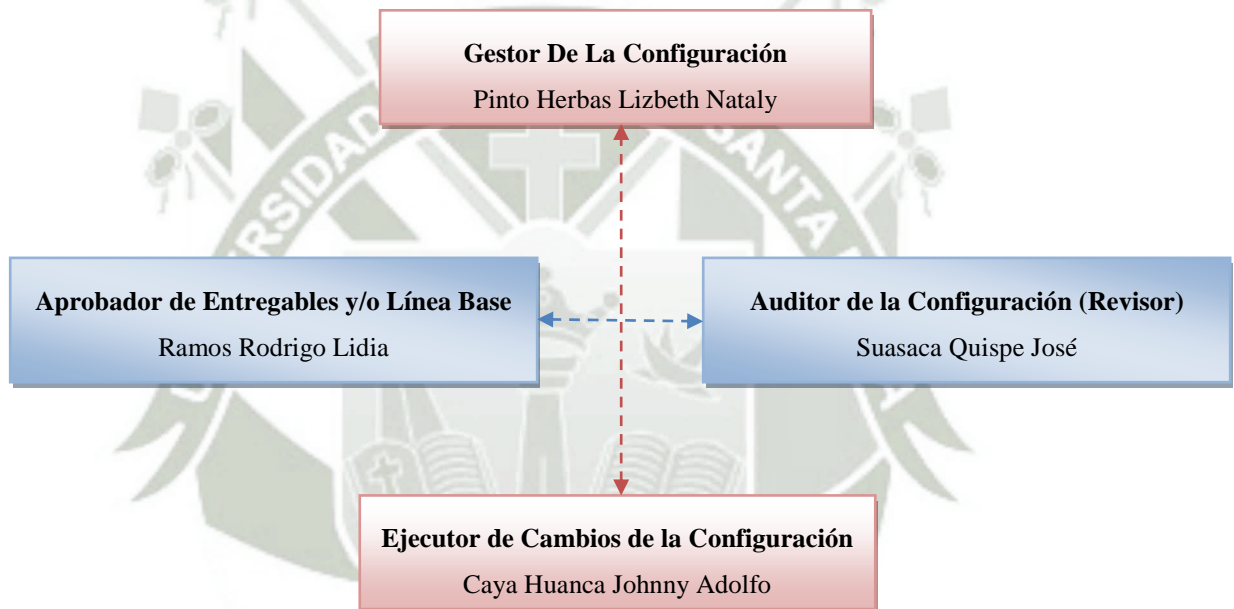 Gestor De La Configuración
Pinto Herbas Lizbeth Nataly
Aprobador de Entregables y/o Línea Base
Ramos Rodrigo Lidia
Auditor de la Configuración (Revisor)
Suasaca Quispe José
Ejecutor de Cambios de la Configuración
Caya Huanca Johnny Adolfo
SANTA